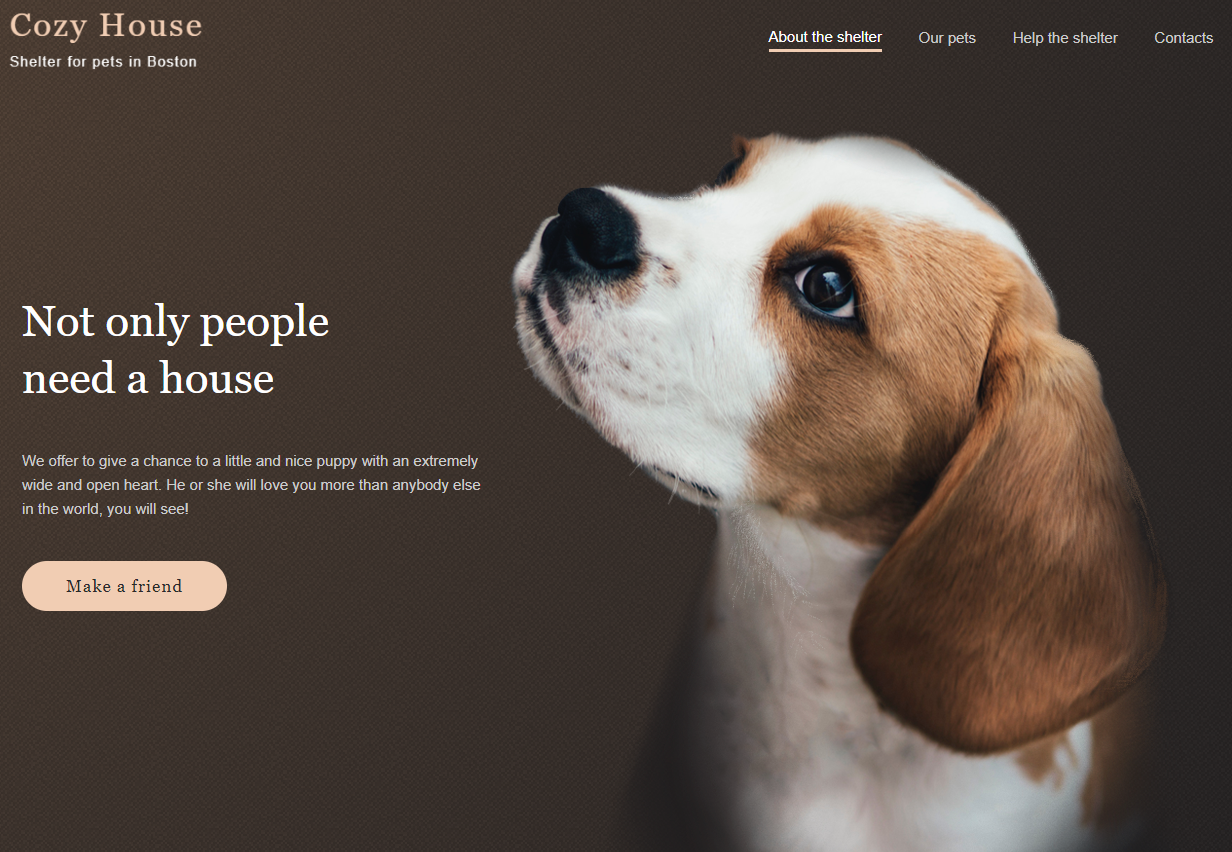 Cozy House
Shelter for pets in Boston
About the shelter
Our pets
Help the shelter
Contacts
Not only people
need a house
We offer to give a chance to a little and nice puppy with an extremely
wide and open heart. He or she will love you more than anybody else
in the world, you will see!
Make a friend